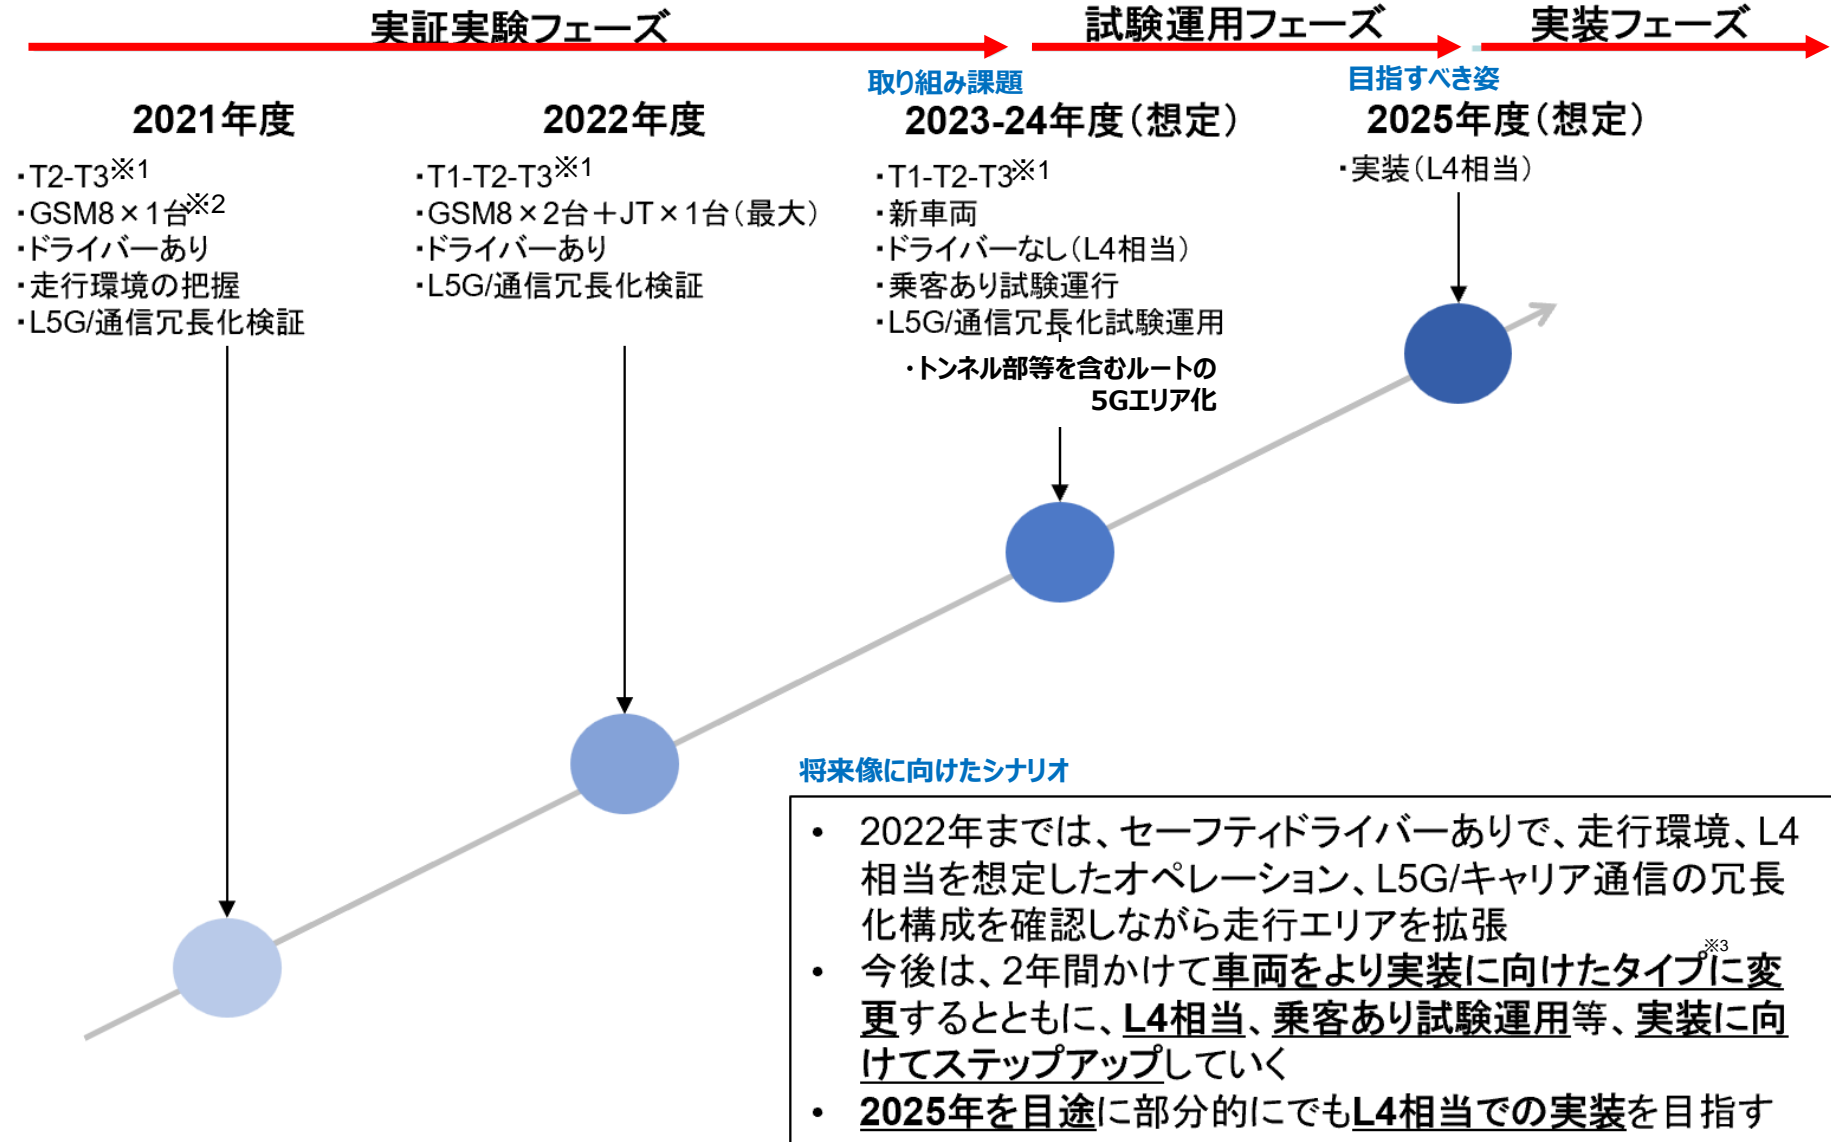 実証実験フェーズ
試験運用フェーズ
実装フェーズ
2021年度
・T2-T3※1
・GSM8×1台※2
・ドライバーあり
・走行環境の把握
・L5G/通信冗長化検証
2022年度
・T1-T2-T3※1
・GSM8×2台＋JT×1台（最大）
・ドライバーあり
・L5G/通信冗長化検証
取り組み課題
2023-24年度（想定）
・T1-T2-T3※1
・新車両
・ドライバーなし（L4相当）
・乗客あり試験運行
・L5G/通信冗長化試験運用
・トンネル部等を含むルートの
5Gエリア化
目指すべき姿
2025年度（想定）
・実装（L4相当）
将来像に向けたシナリオ
• 2022年までは、セーフティドライバーありで、走行環境、L4
相当を想定したオペレーション、L5G/キャリア通信の冗長
化構成を確認しながら走行エリアを拡張
※3
• 今後は、2年間かけて車両をより実装に向けたタイプに変
更するとともに、L4相当、乗客あり試験運用等、実装に向
けてステップアップしていく
• 2025年を目途に部分的にでもL4相当での実装を目指す